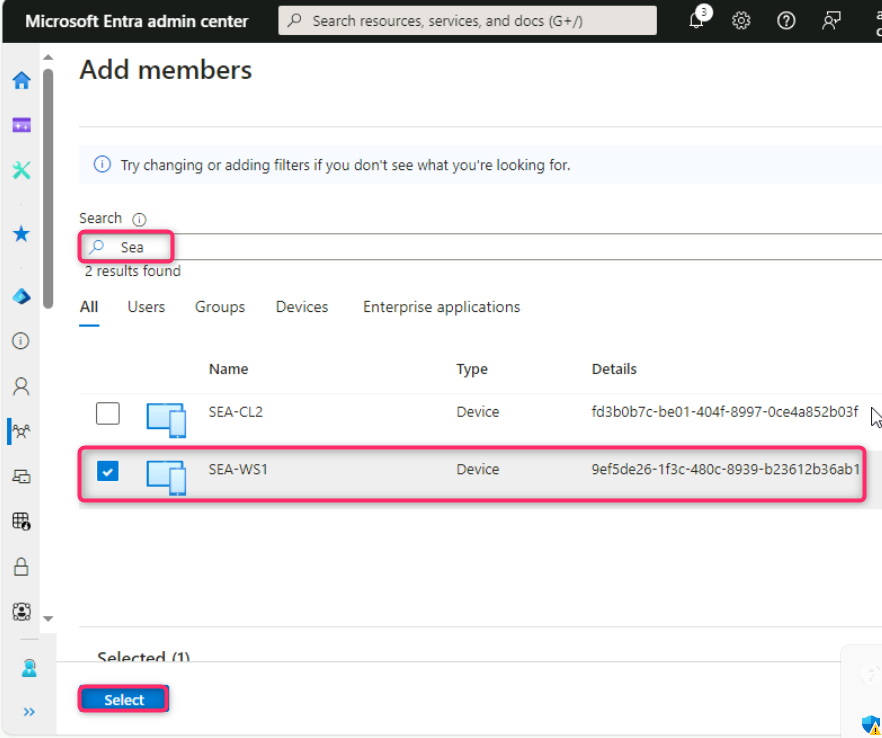 Microsoft Entra admin center
Search resources, services, and docs (G+/)
3
Add members
Try changing or adding filters if you don't see what you're looking for.
Search
Sea
2 results found
All Users Groups Devices Enterprise applications
Name Type Details
SEA-CL2 Device fd3b0b7c-be01-404f-8997-0ce4a852b03f
SEA-WS1 Device 9ef5de26-1f3c-480c-8939-b23612b36ab1
Selected (1)
Select